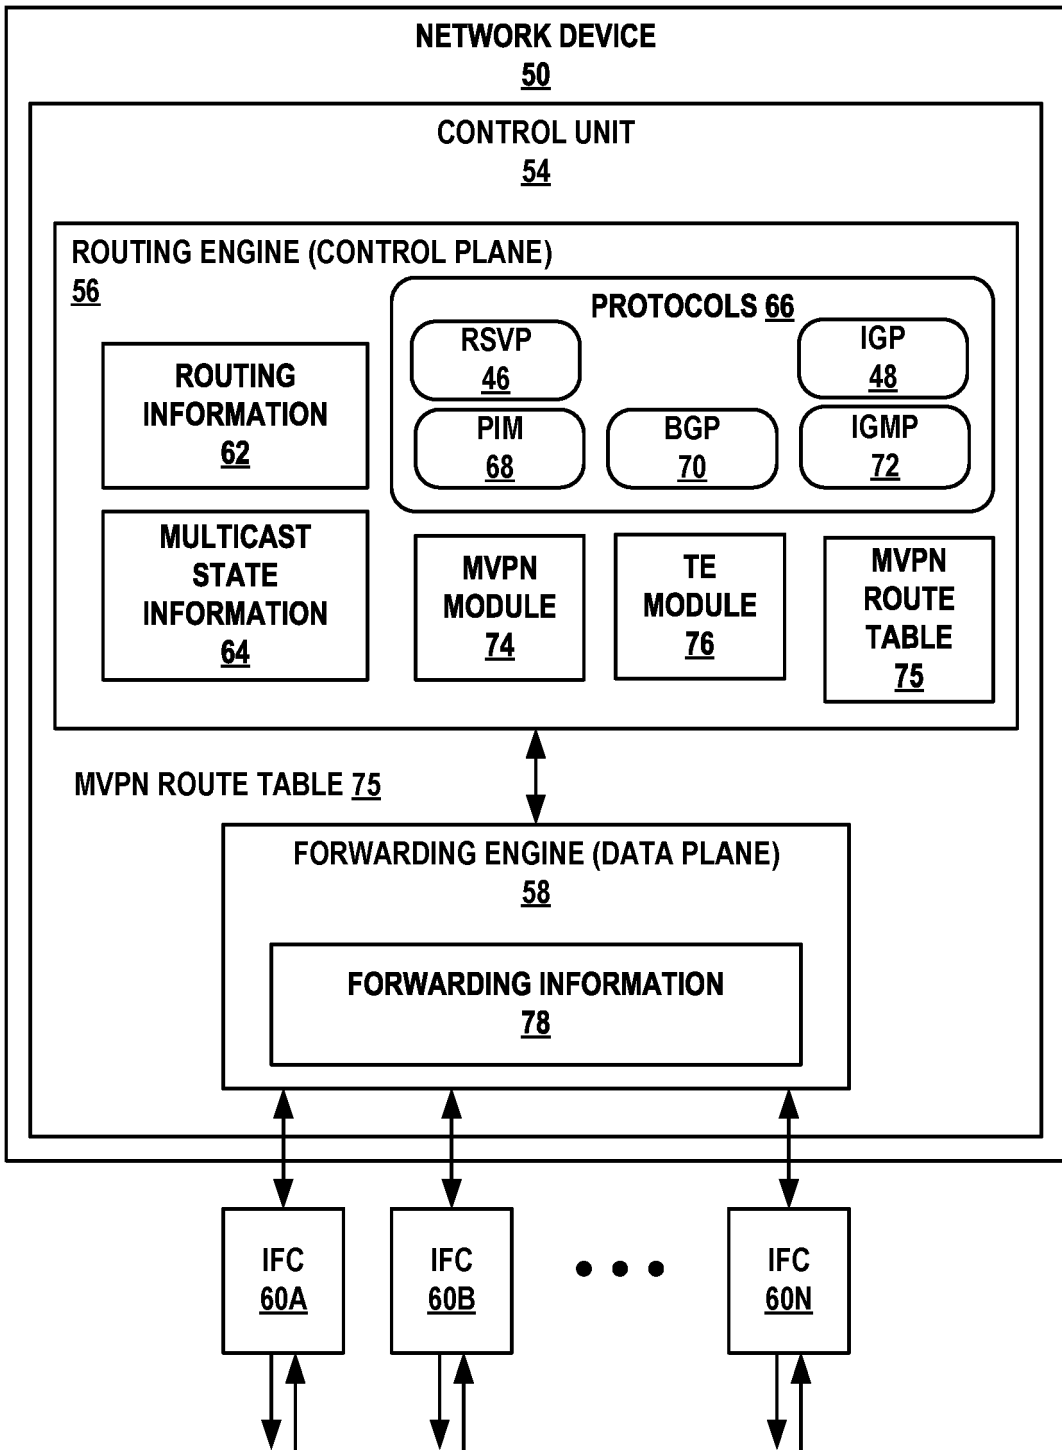 NETWORK DEVICE
50
CONTROL UNIT
54
ROUTING ENGINE (CONTROL PLANE)
56
PROTOCOLS 66
RSVP
46
IGP
48
PIM
68
BGP
70
IGMP
72
ROUTING
INFORMATION
62
MULTICAST
STATE
INFORMATION
64
MVPN
MODULE
74
TE
MODULE
76
MVPN
ROUTE
TABLE
75
MVPN ROUTE TABLE 75
FORWARDING ENGINE (DATA PLANE)
58
FORWARDING INFORMATION
78
IFC
60A
IFC
60B
• • •
IFC
60N